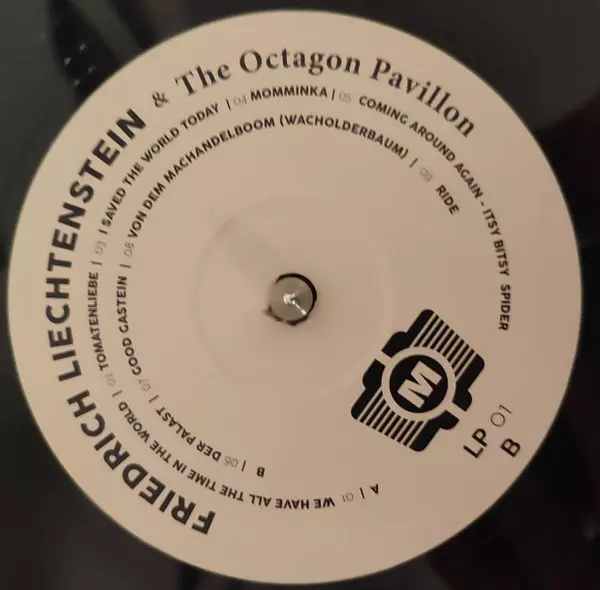 FRIEDRICH LIECHTENSTEIN & The Octagon Pavillon
A | 01 WE HAVE ALL THE TIME IN THE WORLD | 02 TOMATENLIEBE | 03 I SAVED THE WORLD TODAY | 04 MOMMINKA | 05 COMING AROUND AGAIN - ITSY BITSY SPIDER
B | 06 DER PALAST | 07 GOOD GASTEIN | 08 VON DEM MACHANDELBOOM (WACHOLDERBAUM) | 09 RIDE
M
LP 01
B